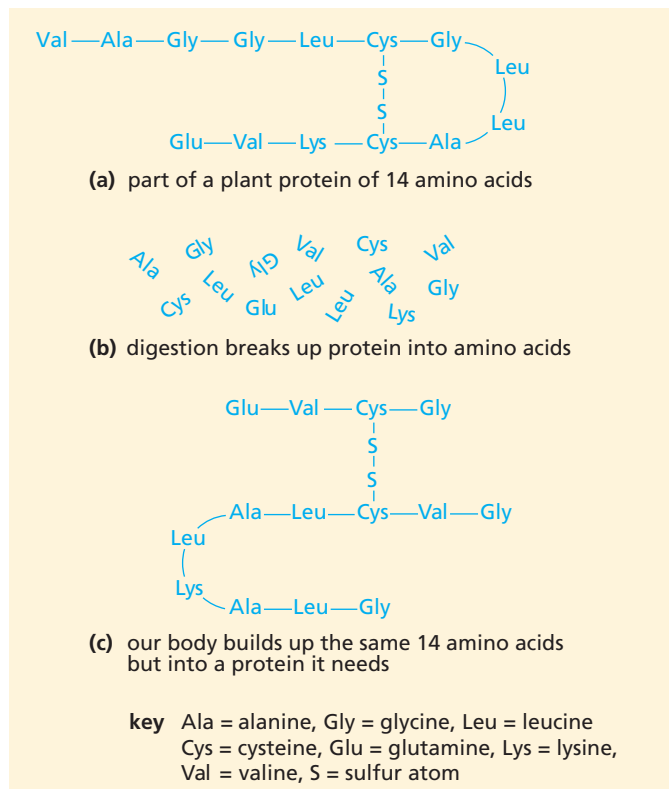 Val—Ala—Gly—Gly—Leu—Cys—Gly
Leu
S
S
Leu
Glu—Val—Lys—Cys—Ala
(a) part of a plant protein of 14 amino acids
Ala Gly Gly Val Cys Val
Cys Leu Glu Leu Leu Ala Lys Gly
(b) digestion breaks up protein into amino acids
Glu—Val—Cys—Gly
S
S
Ala—Leu—Cys—Val—Gly
Leu
Lys
Ala—Leu—Gly
(c) our body builds up the same 14 amino acids
but into a protein it needs
key Ala = alanine, Gly = glycine, Leu = leucine
Cys = cysteine, Glu = glutamine, Lys = lysine,
Val = valine, S = sulfur atom